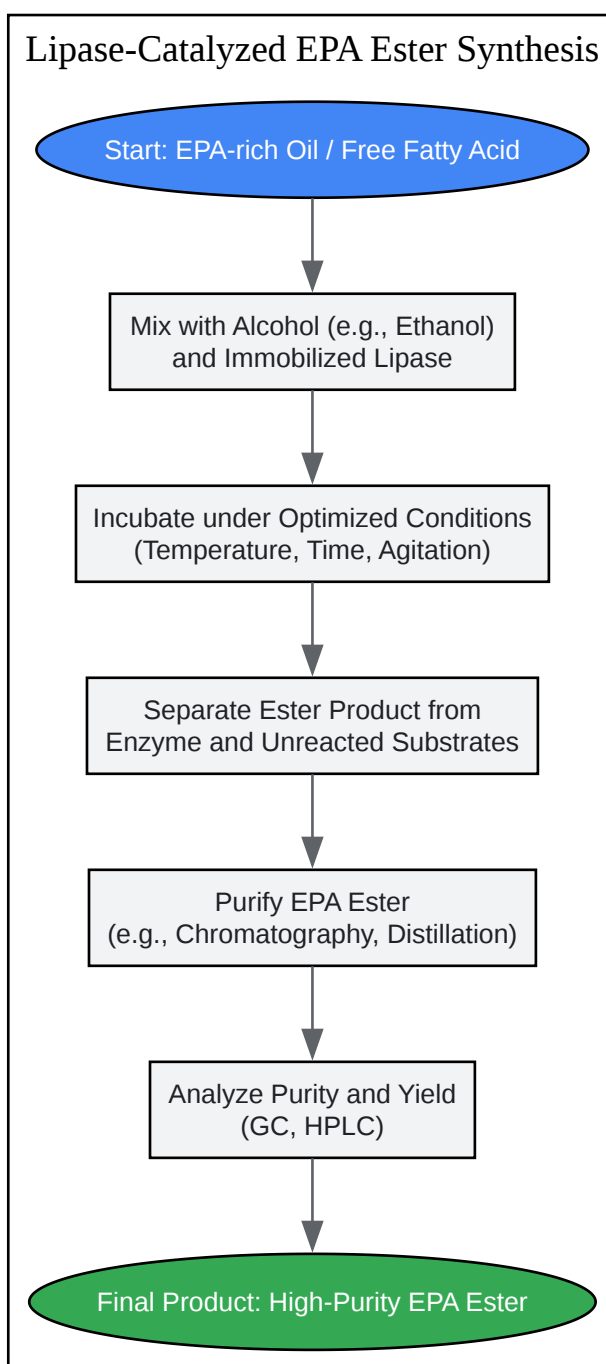 Lipase-Catalyzed EPA Ester Synthesis
Start: EPA-rich Oil / Free Fatty Acid
Mix with Alcohol (e.g., Ethanol)
and Immobilized Lipase
Incubate under Optimized Conditions
(Temperature, Time, Agitation)
Separate Ester Product from
Enzyme and Unreacted Substrates
Purify EPA Ester
(e.g., Chromatography, Distillation)
Analyze Purity and Yield
(GC, HPLC)
Final Product: High-Purity EPA Ester